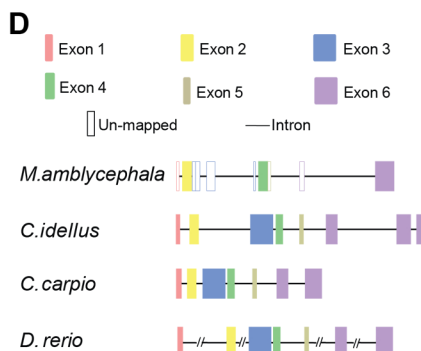 D
Exon 1 Exon 2 Exon 3
Exon 4 Exon 5 Exon 6
Un-mapped Intron
M.amblycephala
C.idellus
C.carpio
D. rerio